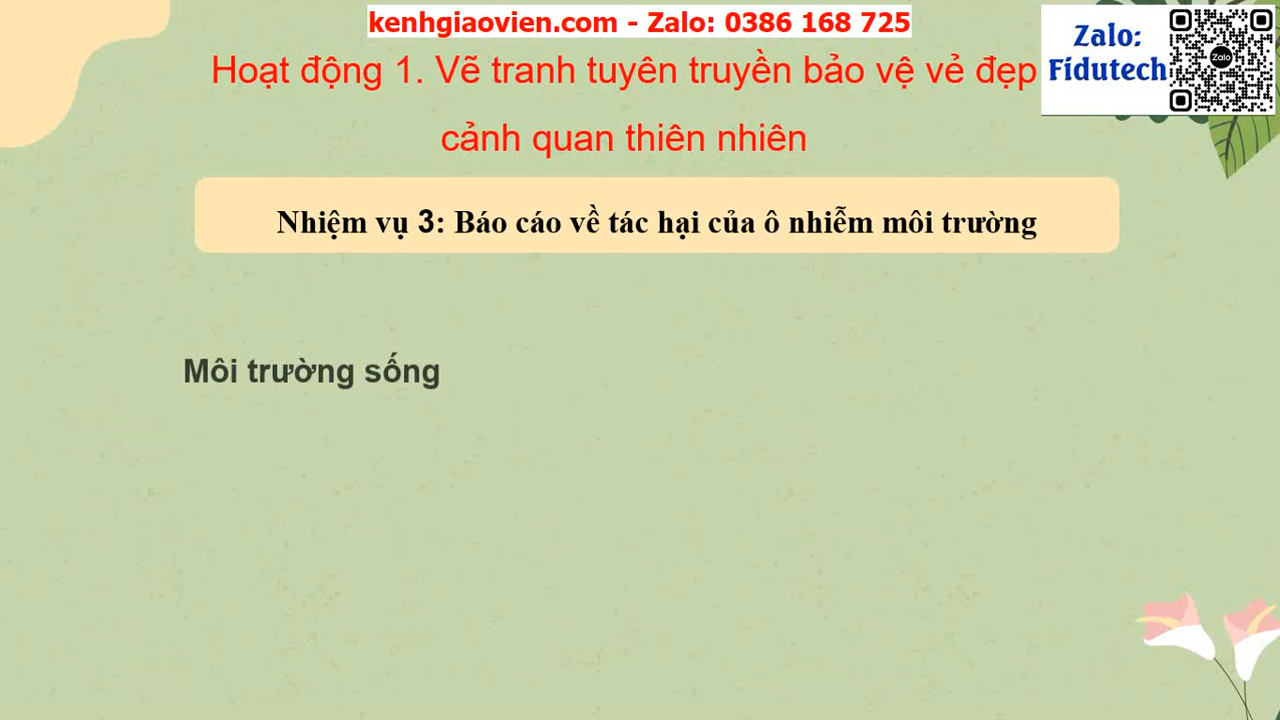 kenhgiaovien.com - Zalo: 0386 168 725
Zalo:
Fidutech
Zalo
Hoạt động 1. Vẽ tranh tuyên truyền bảo vệ vẻ đẹp
cảnh quan thiên nhiên
Nhiệm vụ 3: Báo cáo về tác hại của ô nhiễm môi trường
Môi trường sống